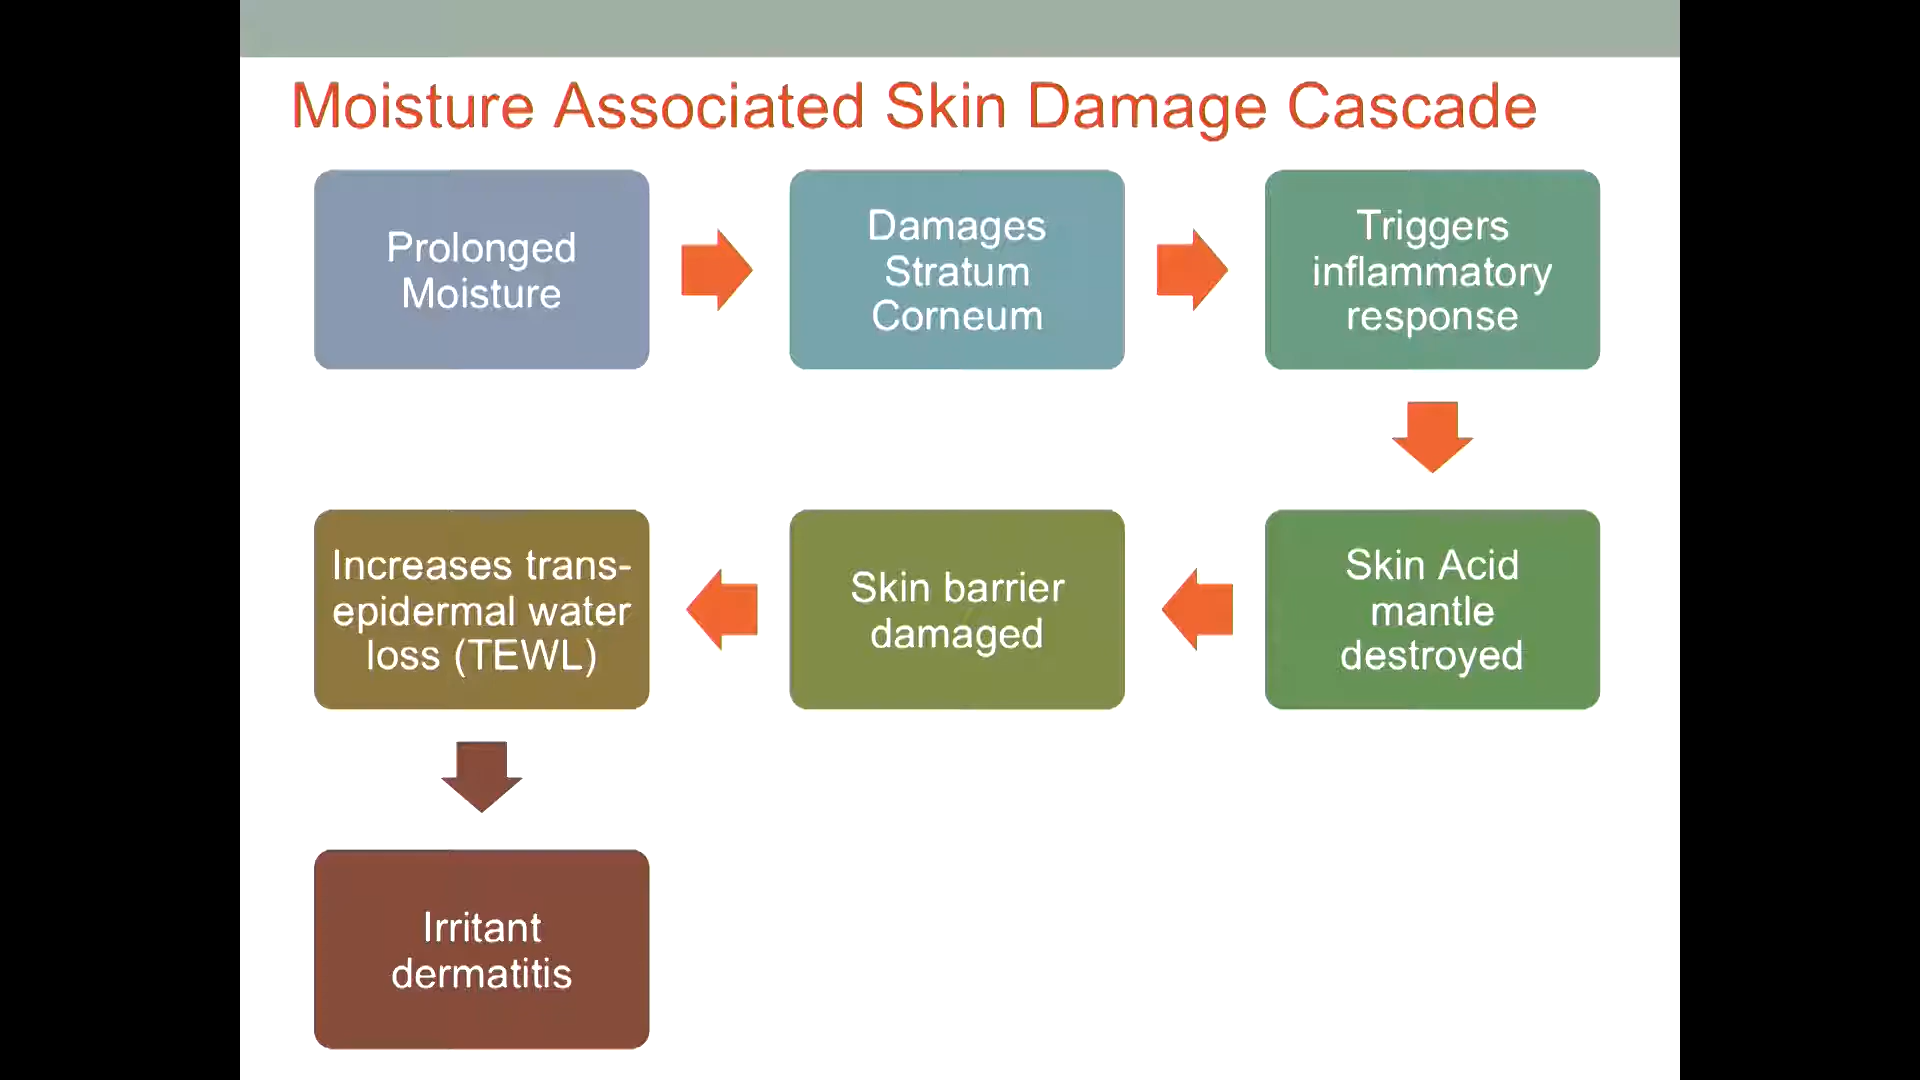 Moisture Associated Skin Damage Cascade
Prolonged
Moisture
Damages
Stratum
Corneum
Triggers
inflammatory
response
Skin Acid
mantle
destroyed
Skin barrier
damaged
Increases trans-
epidermal water
loss (TEWL)
Irritant
dermatitis